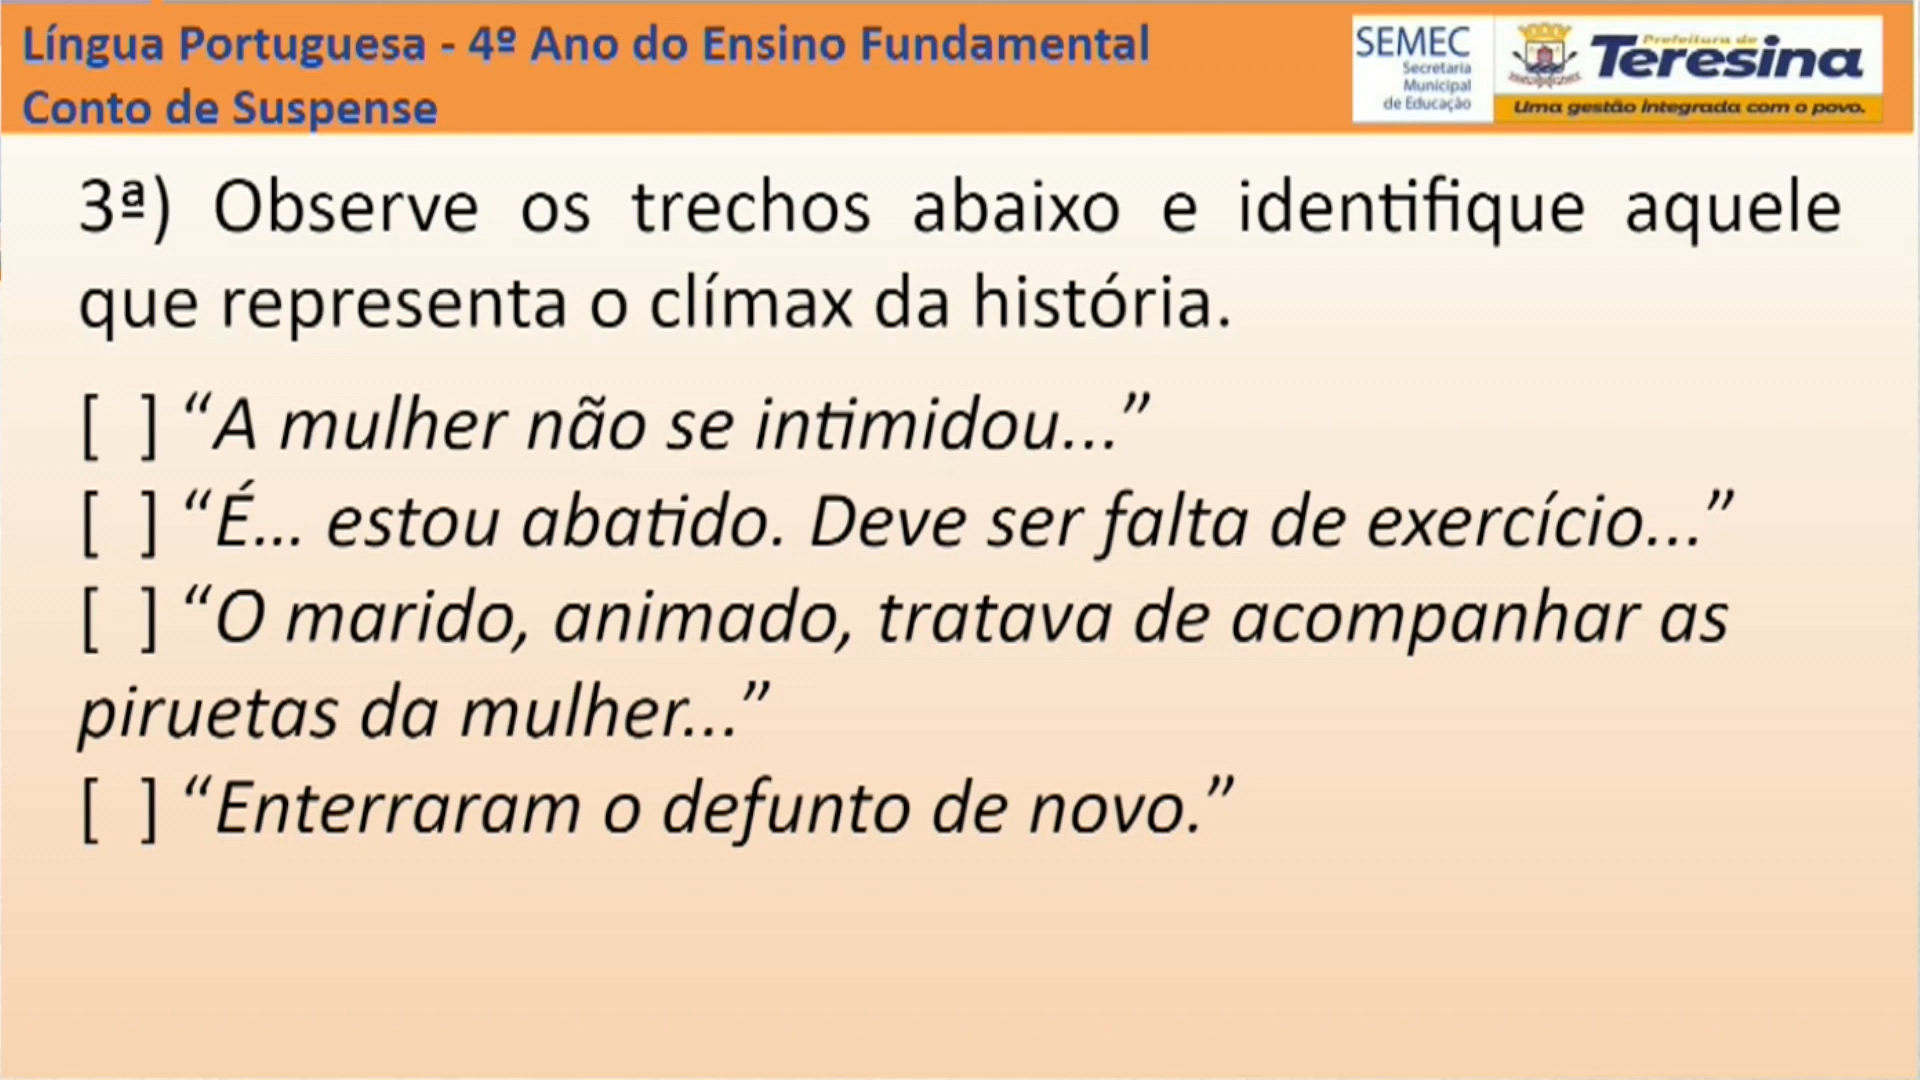 Língua Portuguesa - 4º Ano do Ensino Fundamental
Conto de Suspense
SEMEC
Secretaria
Municipal
de Educação
Prefeitura de
Teresina
Uma gestão integrada com o povo.
3ª) Observe os trechos abaixo e identifique aquele
que representa o clímax da história.
[ ] “A mulher não se intimidou...”
[ ] “É... estou abatido. Deve ser falta de exercício...”
[ ] “O marido, animado, tratava de acompanhar as
piruetas da mulher...”
[ ] “Enterraram o defunto de novo.”